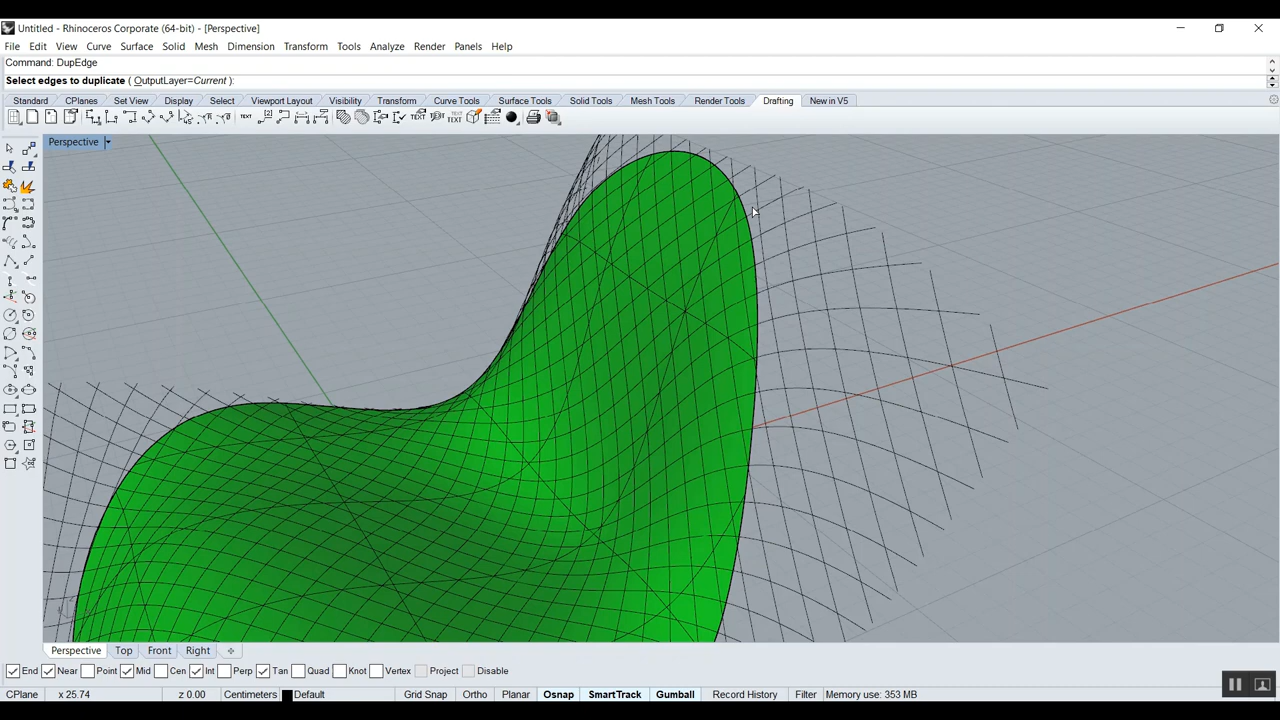 Untitled - Rhinoceros Corporate (64-bit) - [Perspective]
File Edit View Curve Surface Solid Mesh Dimension Transform Tools Analyze Render Panels Help
Command: DupEdge
Select edges to duplicate ( OutputLayer=Current ):
Standard CPlanes Set View Display Select Viewport Layout Visibility Transform Curve Tools Surface Tools Solid Tools Mesh Tools Render Tools Drafting New in V5
Perspective
Perspective Top Front Right
End Near Point Mid Cen Int Perp Tan Quad Knot Vertex Project Disable
CPlane x 25.74 z 0.00 Centimeters Default Grid Snap Ortho Planar Osnap SmartTrack Gumball Record History Filter Memory use: 353 MB